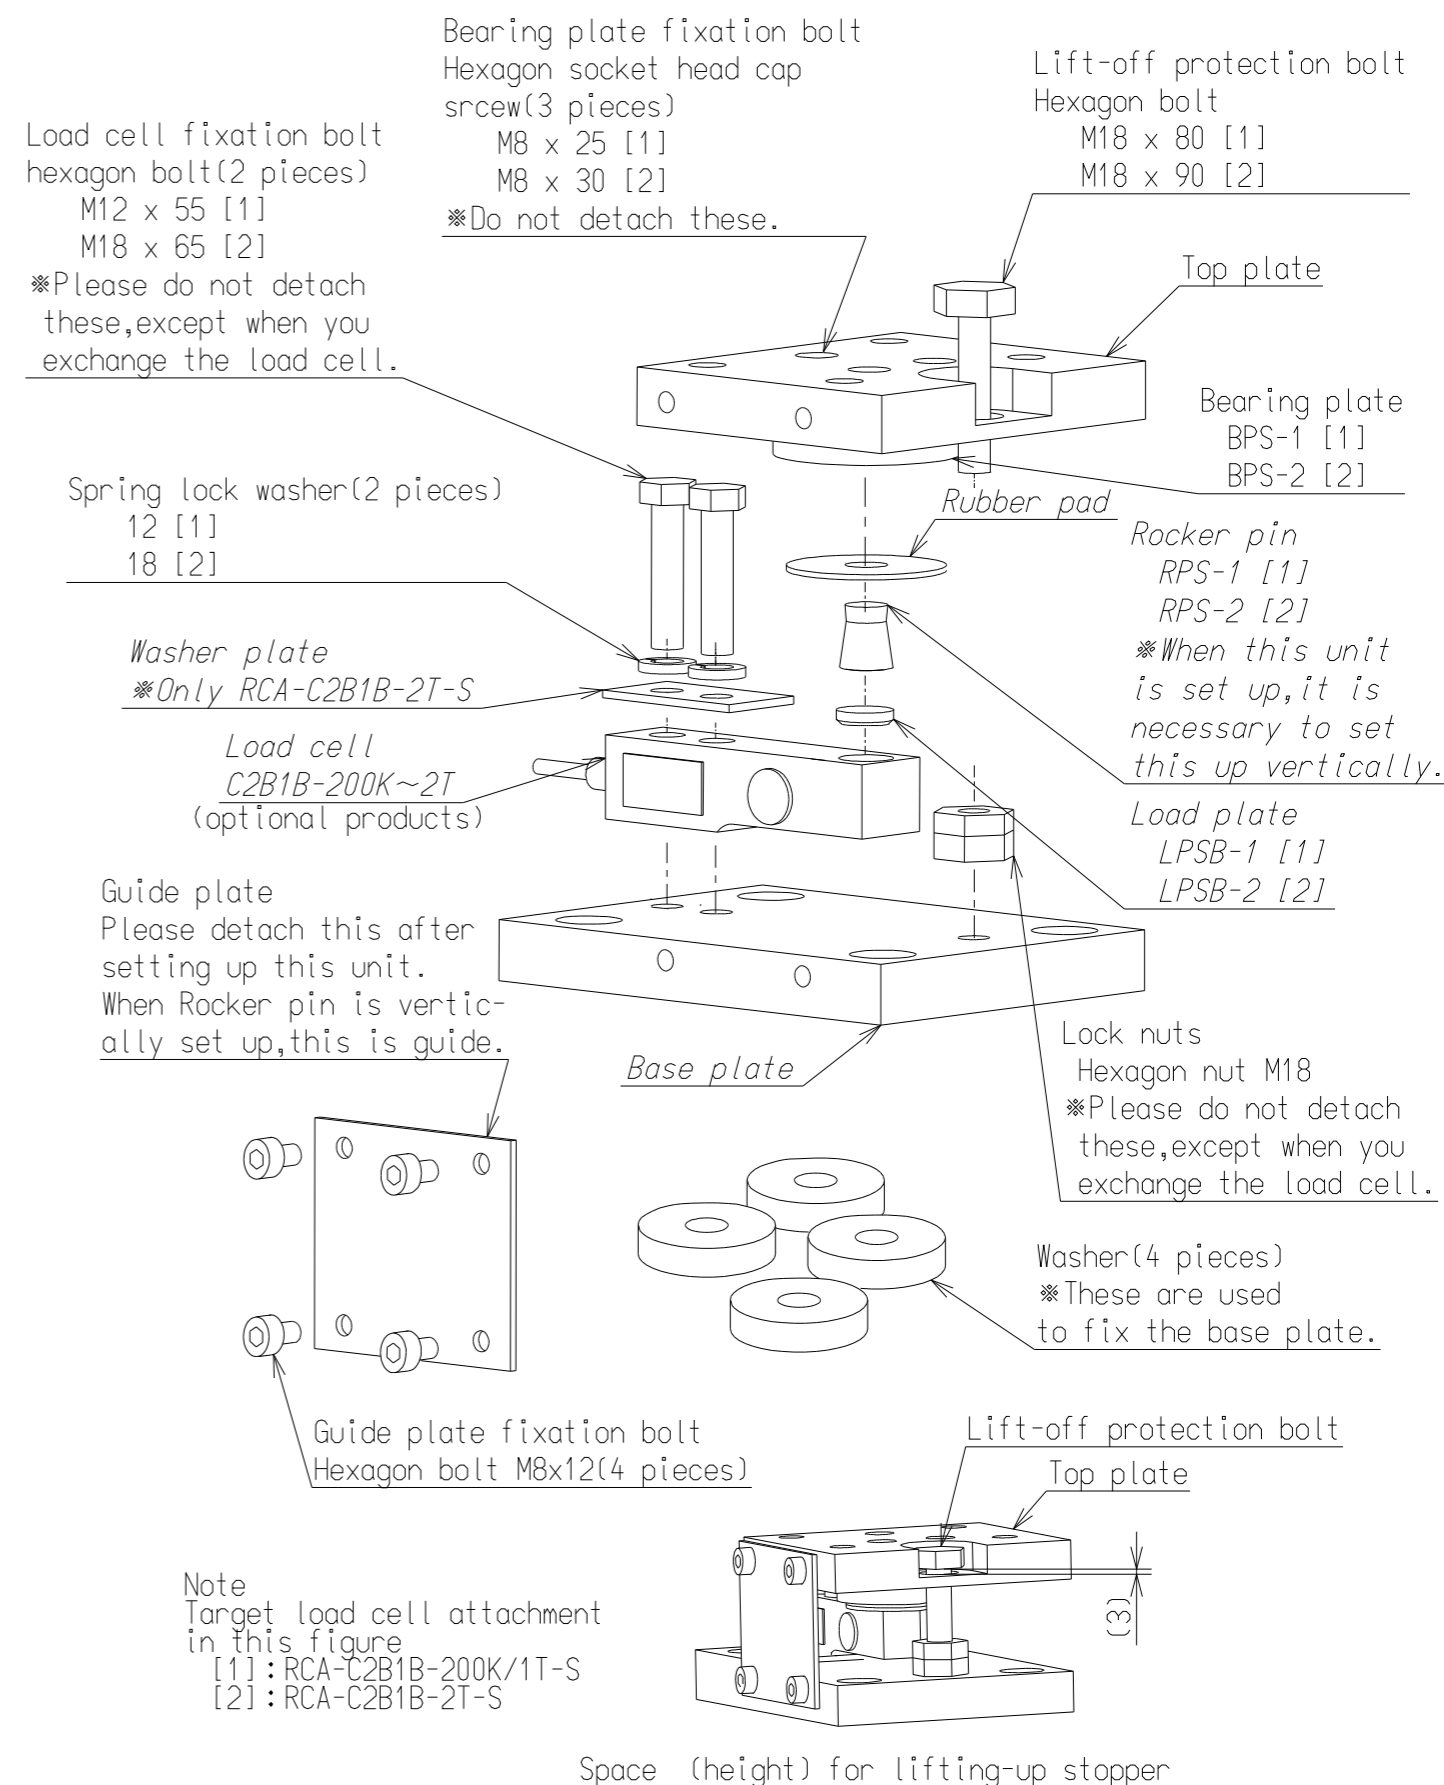 Bearing plate fixation bolt
Hexagon socket head cap
srcew(3 pieces)
M8 x 25 [1]
M8 x 30 [2]
※Do not detach these.
Lift-off protection bolt
Hexagon bolt
M18 x 80 [1]
M18 x 90 [2]
Load cell fixation bolt
hexagon bolt(2 pieces)
M12 x 55 [1]
M18 x 65 [2]
※Please do not detach
these,except when you
exchange the load cell.
Top plate
Bearing plate
BPS-1 [1]
BPS-2 [2]
Spring lock washer(2 pieces)
12 [1]
18 [2]
Rubber pad
Rocker pin
RPS-1 [1]
RPS-2 [2]
※When this unit
is set up,it is
necessary to set
this up vertically.
Washer plate
※Only RCA-C2B1B-2T-S
Load cell
C2B1B-200K~2T
(optional products)
Load plate
LPSB-1 [1]
LPSB-2 [2]
Guide plate
Please detach this after
setting up this unit.
When Rocker pin is vertic-
ally set up,this is guide.
Base plate
Lock nuts
Hexagon nut M18
※Please do not detach
these,except when you
exchange the load cell.
Washer(4 pieces)
※These are used
to fix the base plate.
Guide plate fixation bolt
Hexagon bolt M8x12(4 pieces)
Lift-off protection bolt
Top plate
(3)
Note
Target load cell attachment
in this figure
[1]:RCA-C2B1B-200K/1T-S
[2]:RCA-C2B1B-2T-S
Space (height) for lifting-up stopper